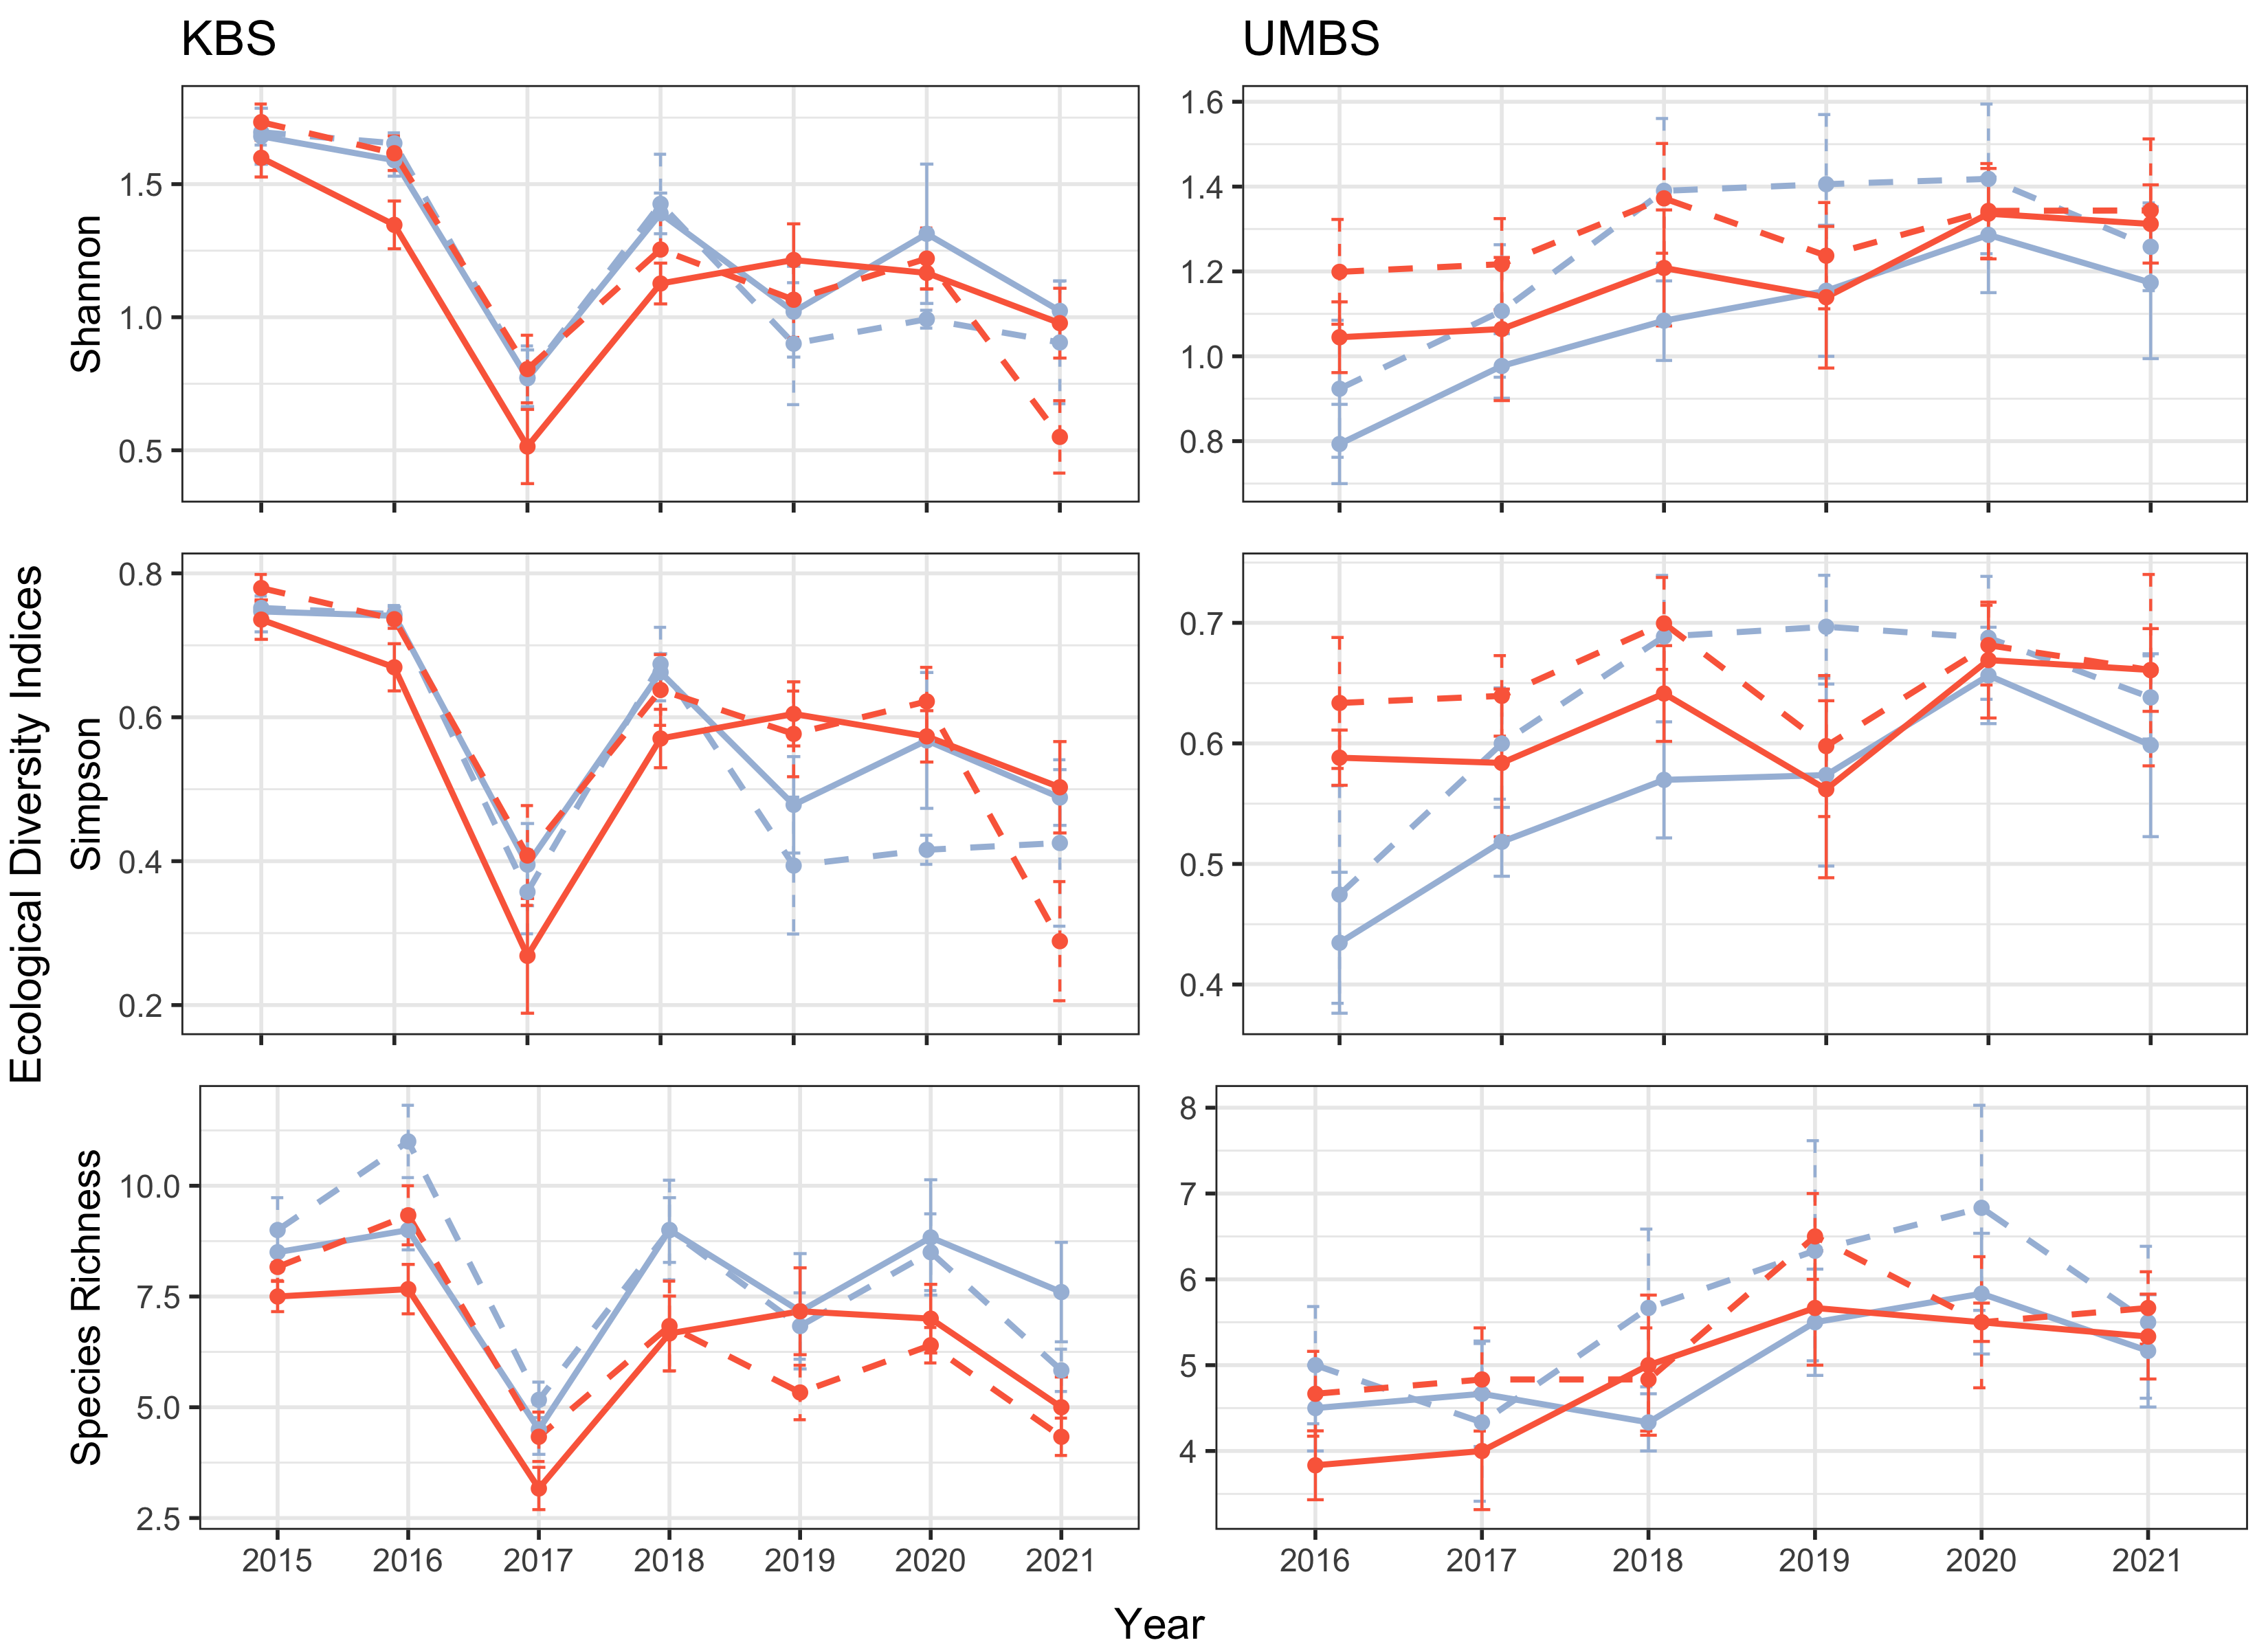 KBS
UMBS
Ecological Diversity Indices
Shannon
1.5
1.0
0.5
1.6
1.4
1.2
1.0
0.8
Simpson
0.8
0.6
0.4
0.2
0.7
0.6
0.5
0.4
Species Richness
10.0
7.5
5.0
2.5
8
7
6
5
4
2015 2016 2017 2018 2019 2020 2021
2016 2017 2018 2019 2020 2021
Year